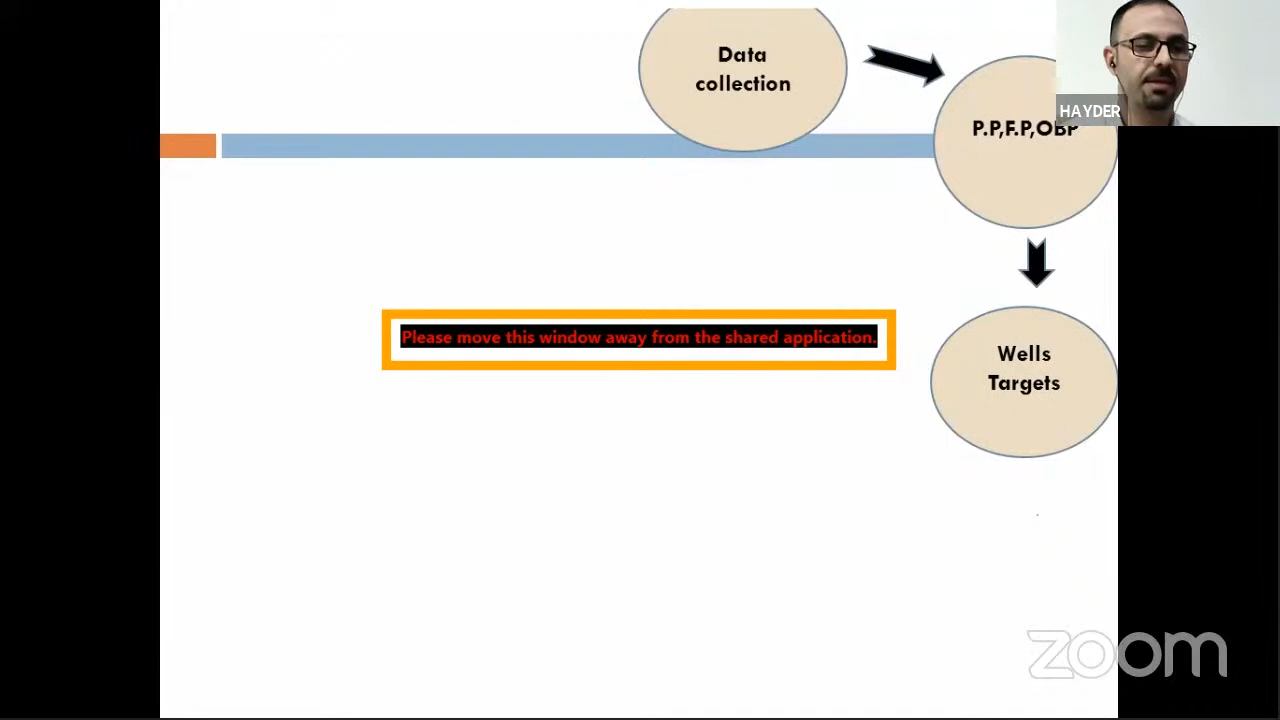 Data
collection
HAYDER
P.P,F.P,OBP
Please move this window away from the shared application.
Wells
Targets
zoom